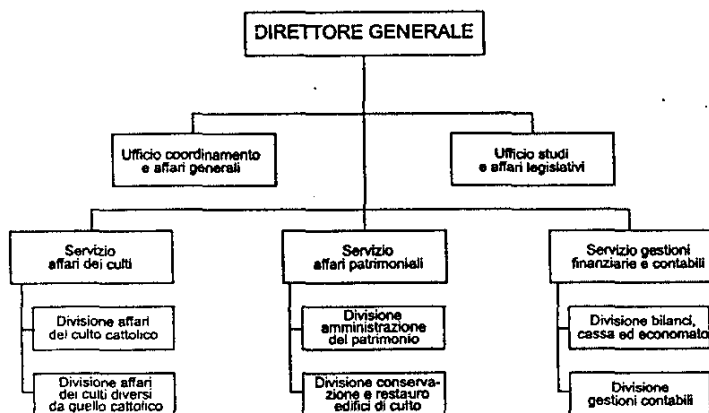 DIRETTORE GENERALE
Ufficio coordinamento
e affari generali
Ufficio studi
e affari legislativi
Servizio
affari dei culti
Servizio
affari patrimoniali
Servizio gestioni
finanziarie e contabili
Divisione affari
del culto cattolico
Divisione
amministrazione
del patrimonio
Divisione bilanci,
cassa ed economato
Divisione affari
dei culti diversi
da quello cattolico
Divisione conserva-
zione e restauro
edifici di culto
Divisione
gestioni contabili